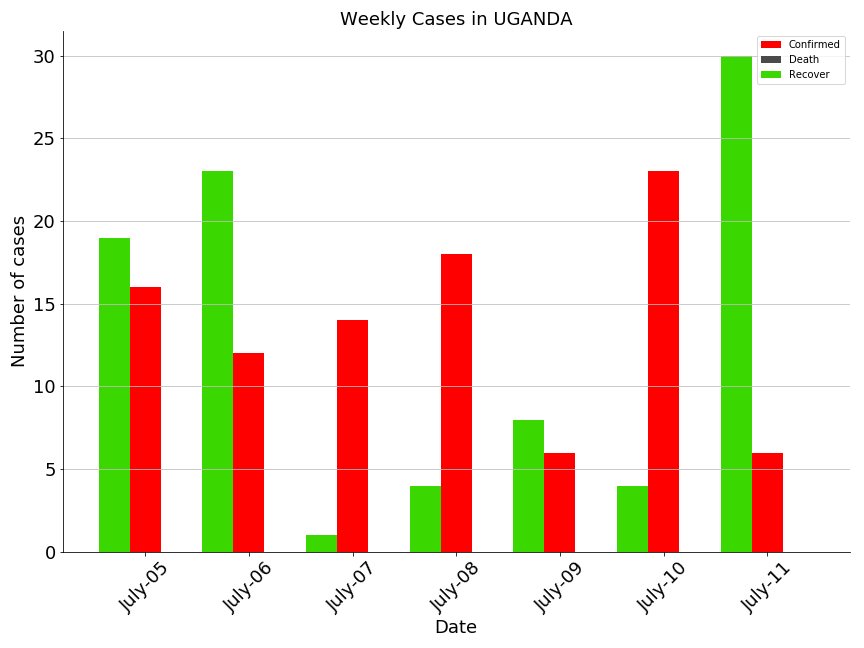 Weekly Cases in UGANDA
Confirmed
Death
Recover
Number of cases
30
25
20
15
10
5
0
July-05
July-06
July-07
July-08
July-09
July-10
July-11
Date